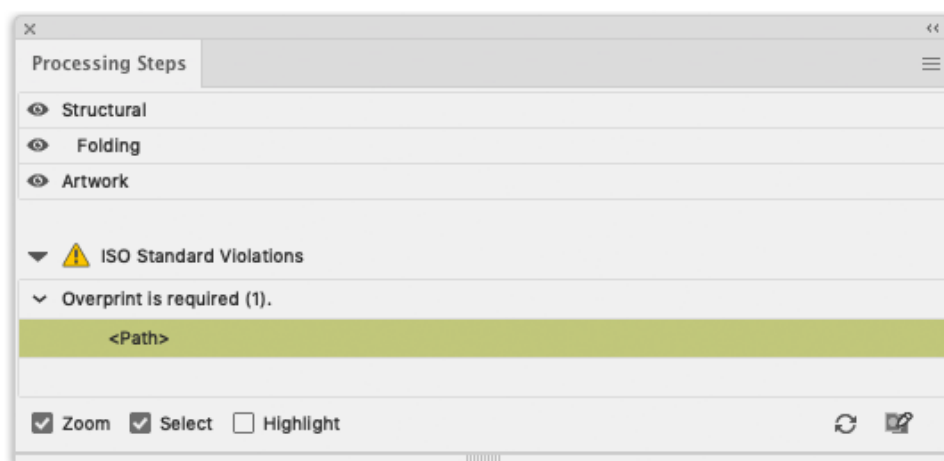 Processing Steps
Structural
Folding
Artwork
ISO Standard Violations
Overprint is required (1).
<Path>
Zoom Select Highlight